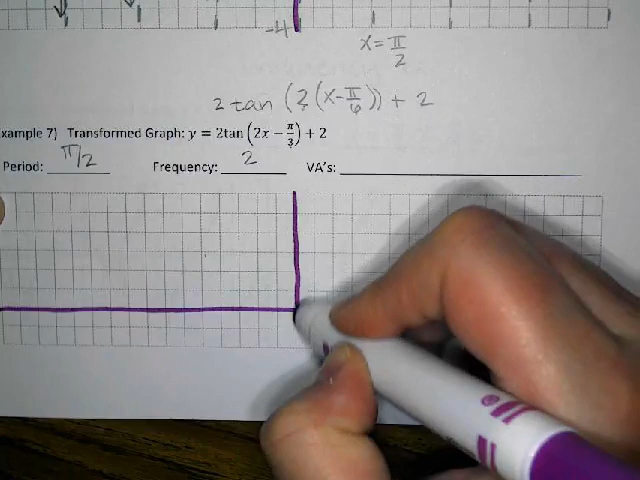 -4
x = π/2
2 tan (2(x - π/6)) + 2
xample 7) Transformed Graph: y = 2tan(2x - π/3) + 2
Period: π/2 Frequency: 2 VA's: